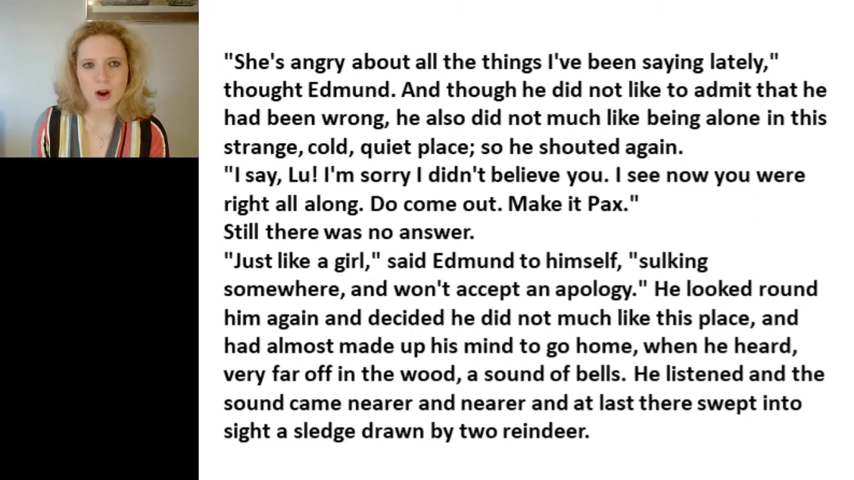 "She's angry about all the things I've been saying lately,"
thought Edmund. And though he did not like to admit that he
had been wrong, he also did not much like being alone in this
strange, cold, quiet place; so he shouted again.
"I say, Lu! I'm sorry I didn't believe you. I see now you were
right all along. Do come out. Make it Pax."
Still there was no answer.
"Just like a girl," said Edmund to himself, "sulking
somewhere, and won't accept an apology." He looked round
him again and decided he did not much like this place, and
had almost made up his mind to go home, when he heard,
very far off in the wood, a sound of bells. He listened and the
sound came nearer and nearer and at last there swept into
sight a sledge drawn by two reindeer.